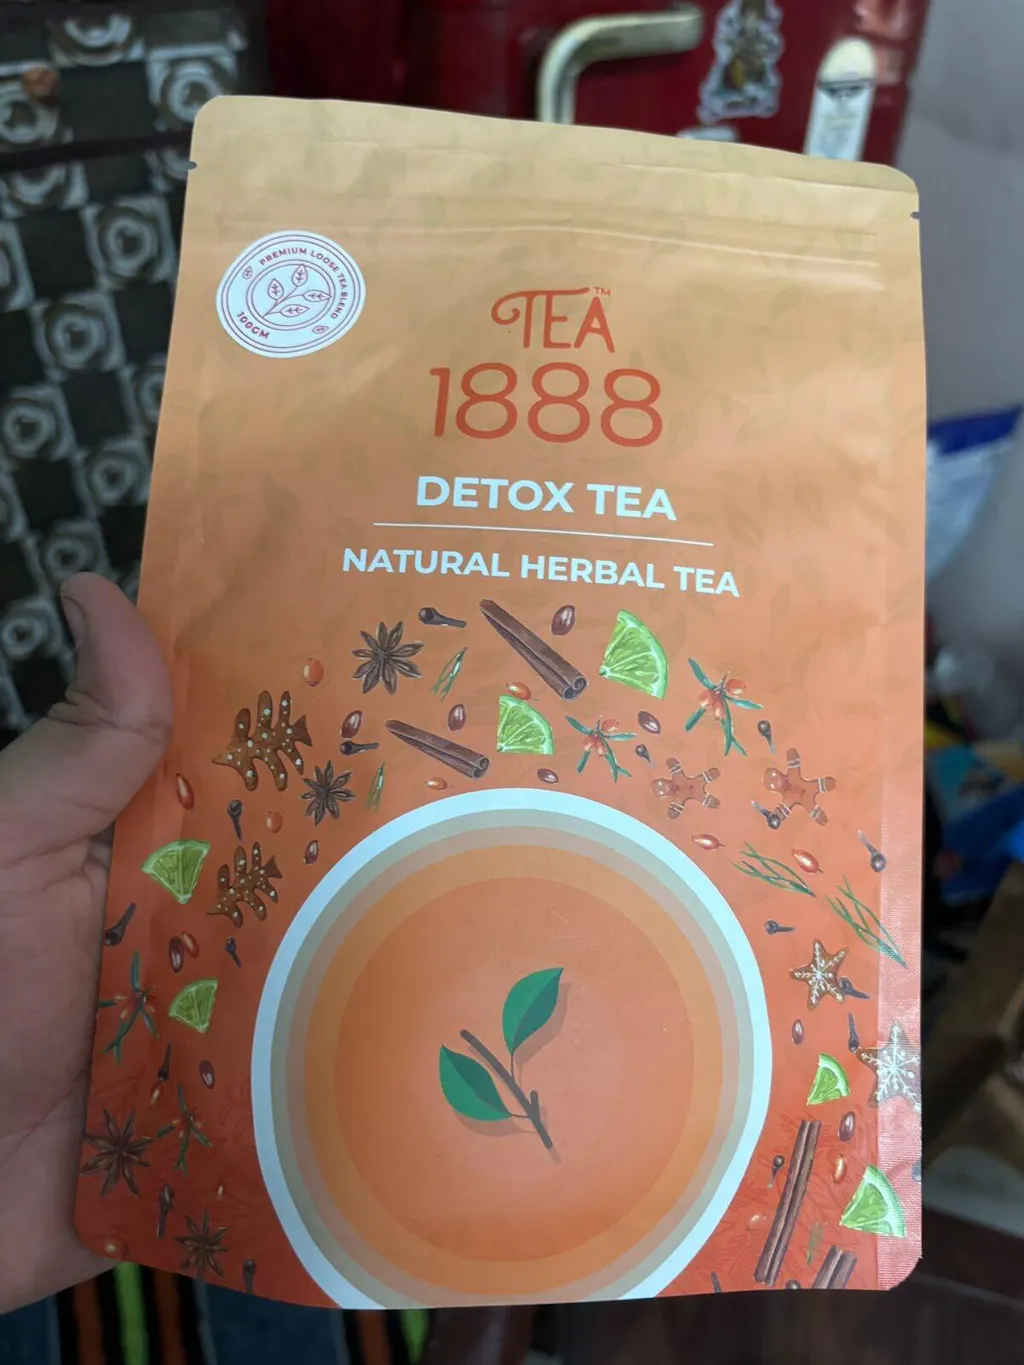 PREMIUM LOOSE TEA BLEND
100GM
TEA™
1888
DETOX TEA
NATURAL HERBAL TEA